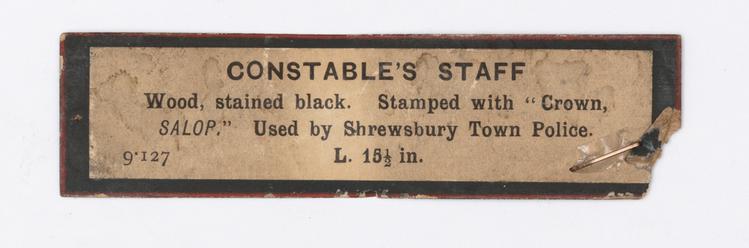 CONSTABLE'S STAFF
Wood, stained black. Stamped with "Crown,
SALOP." Used by Shrewsbury Town Police.
9·127 L. 15½ in.